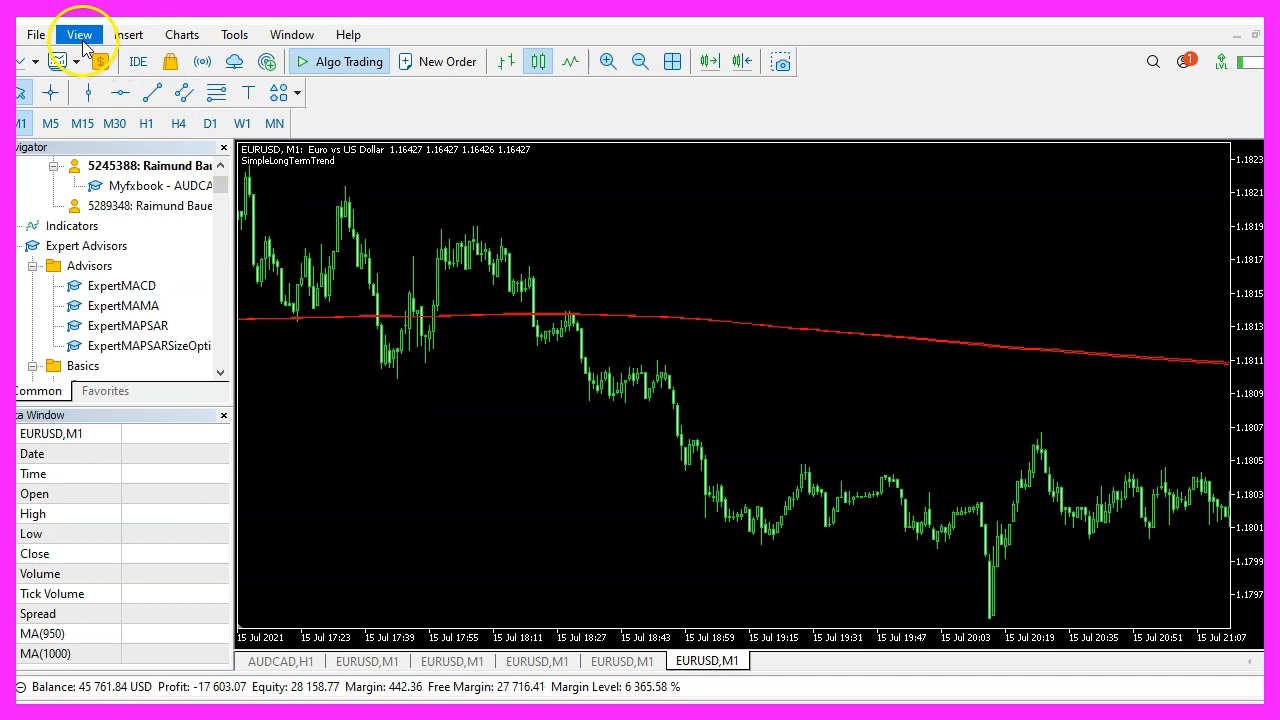 File View Insert Charts Tools Window Help
IDE Algo Trading New Order 1 LVL
M1 M5 M15 M30 H1 H4 D1 W1 MN
vigator
5245388: Raimund Bau
Myfxbook - AUDCA
5289348: Raimund Baue
Indicators
Expert Advisors
Advisors
ExpertMACD
ExpertMAMA
ExpertMAPSAR
ExpertMAPSARSizeOpti
Basics
Common Favorites
ta Window
EURUSD,M1
Date
Time
Open
High
Low
Close
Volume
Tick Volume
Spread
MA(950)
MA(1000)
EURUSD, M1: Euro vs US Dollar 1.16427 1.16427 1.16426 1.16427
SimpleLongTermTrend
1.1823
1.1821
1.1819
1.1817
1.1815
1.1813
1.1811
1.1809
1.1807
1.1805
1.1803
1.1801
1.1799
1.1797
15 Jul 2021 15 Jul 17:23 15 Jul 17:39 15 Jul 17:55 15 Jul 18:11 15 Jul 18:27 15 Jul 18:43 15 Jul 18:59 15 Jul 19:15 15 Jul 19:31 15 Jul 19:47 15 Jul 20:03 15 Jul 20:19 15 Jul 20:35 15 Jul 20:51 15 Jul 21:07
AUDCAD,H1 EURUSD,M1 EURUSD,M1 EURUSD,M1 EURUSD,M1 EURUSD,M1
Balance: 45 761.84 USD Profit: -17 603.07 Equity: 28 158.77 Margin: 442.36 Free Margin: 27 716.41 Margin Level: 6 365.58 %